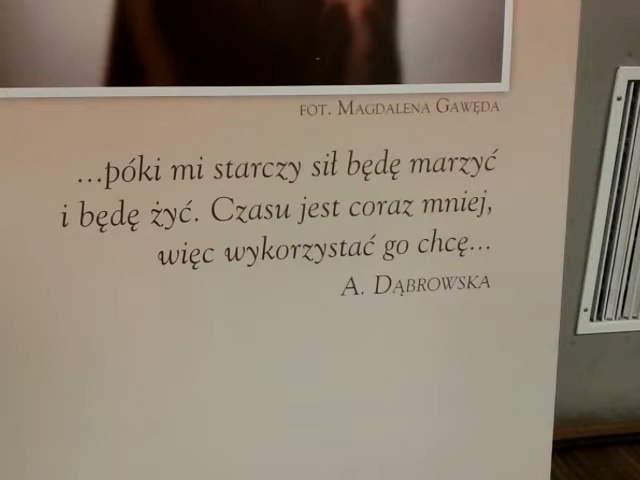 FOT. MAGDALENA GAWĘDA
...póki mi starczy sił będę marzyć
i będę żyć. Czasu jest coraz mniej,
więc wykorzystać go chcę...
A. DĄBROWSKA